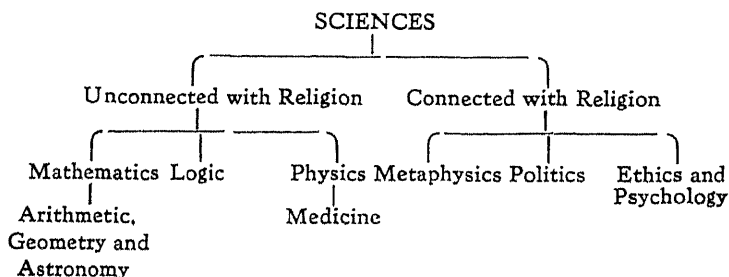 SCIENCES
Unconnected with Religion Connected with Religion
Mathematics Logic Physics Metaphysics Politics Ethics and
Psychology
Arithmetic, Medicine
Geometry and
Astronomy